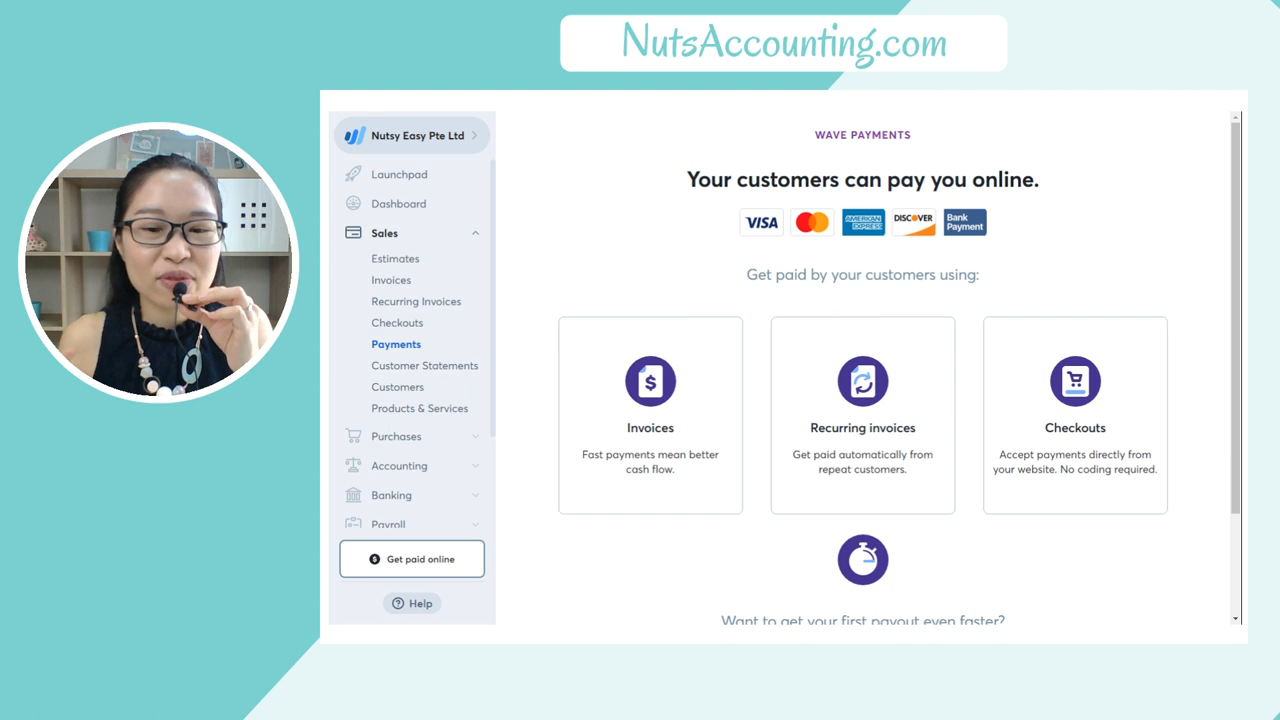 NutsAccounting.com
Nutsy Easy Pte Ltd
Launchpad
Dashboard
Sales
Estimates
Invoices
Recurring Invoices
Checkouts
Payments
Customer Statements
Customers
Products & Services
Purchases
Accounting
Banking
Payroll
Get paid online
Help
WAVE PAYMENTS
Your customers can pay you online.
VISA
AMERICAN EXPRESS
DISCOVER
Bank
Payment
Get paid by your customers using:
$
Invoices
Fast payments mean better
cash flow.
Recurring invoices
Get paid automatically from
repeat customers.
Checkouts
Accept payments directly from
your website. No coding required.
Want to get your first payout even faster?